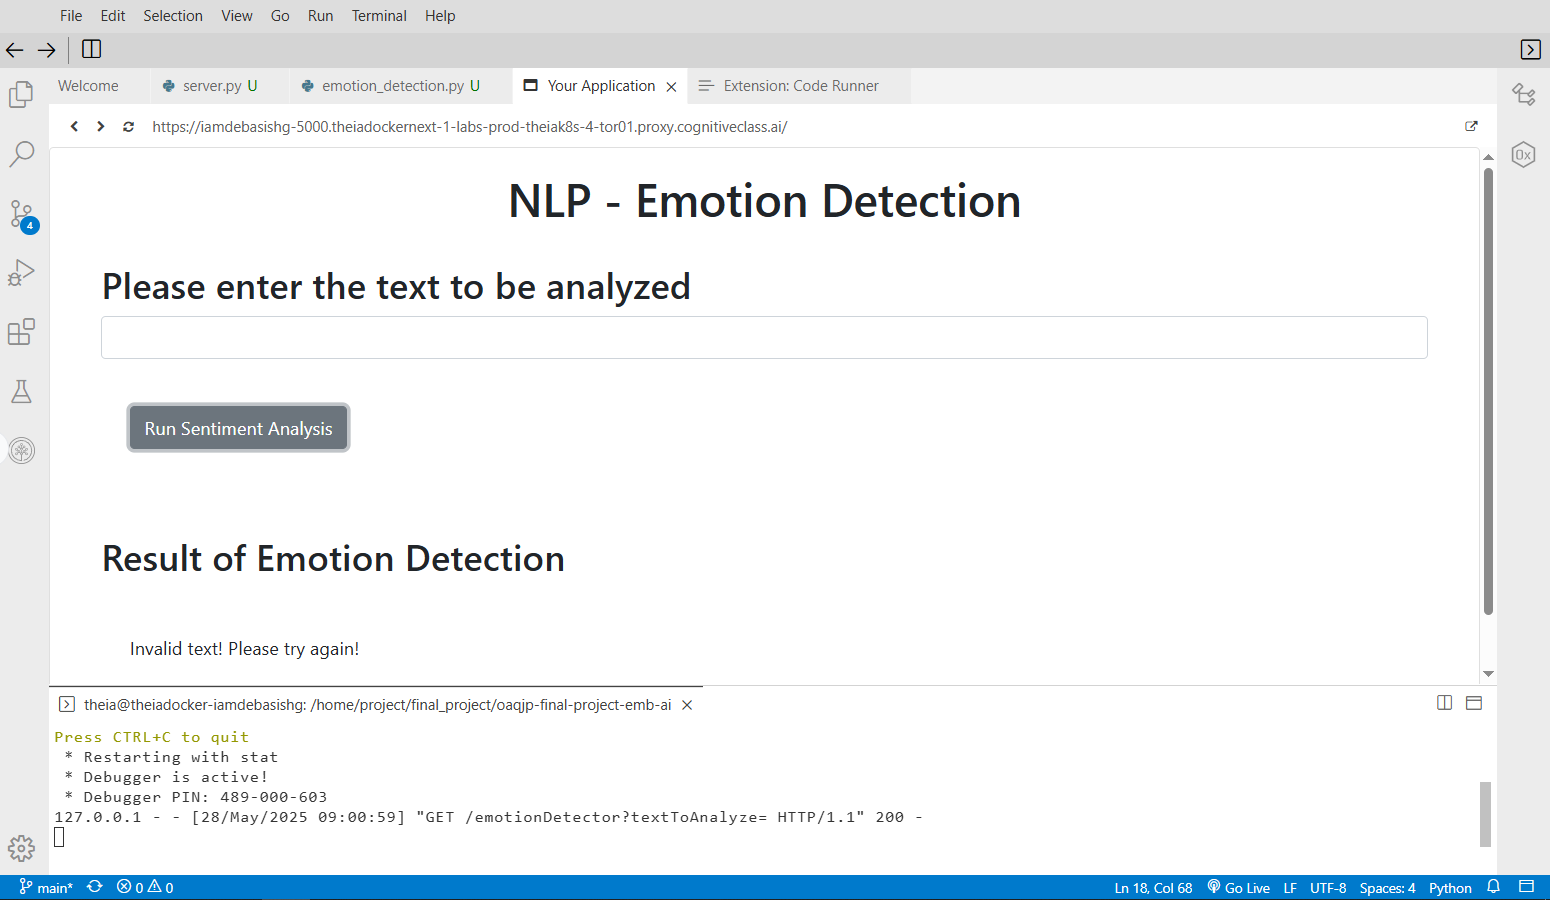 File Edit Selection View Go Run Terminal Help
Welcome server.py U emotion_detection.py U Your Application Extension: Code Runner
https://iamdebasishg-5000.theiadockernext-1-labs-prod-theiak8s-4-tor01.proxy.cognitiveclass.ai/
NLP - Emotion Detection
Please enter the text to be analyzed
Run Sentiment Analysis
Result of Emotion Detection
Invalid text! Please try again!
4
0x
theia@theiadocker-iamdebasishg: /home/project/final_project/oaqjp-final-project-emb-ai
Press CTRL+C to quit
* Restarting with stat
* Debugger is active!
* Debugger PIN: 489-000-603
127.0.0.1 - - [28/May/2025 09:00:59] "GET /emotionDetector?textToAnalyze= HTTP/1.1" 200 -
main* 0 0 Ln 18, Col 68 Go Live LF UTF-8 Spaces: 4 Python